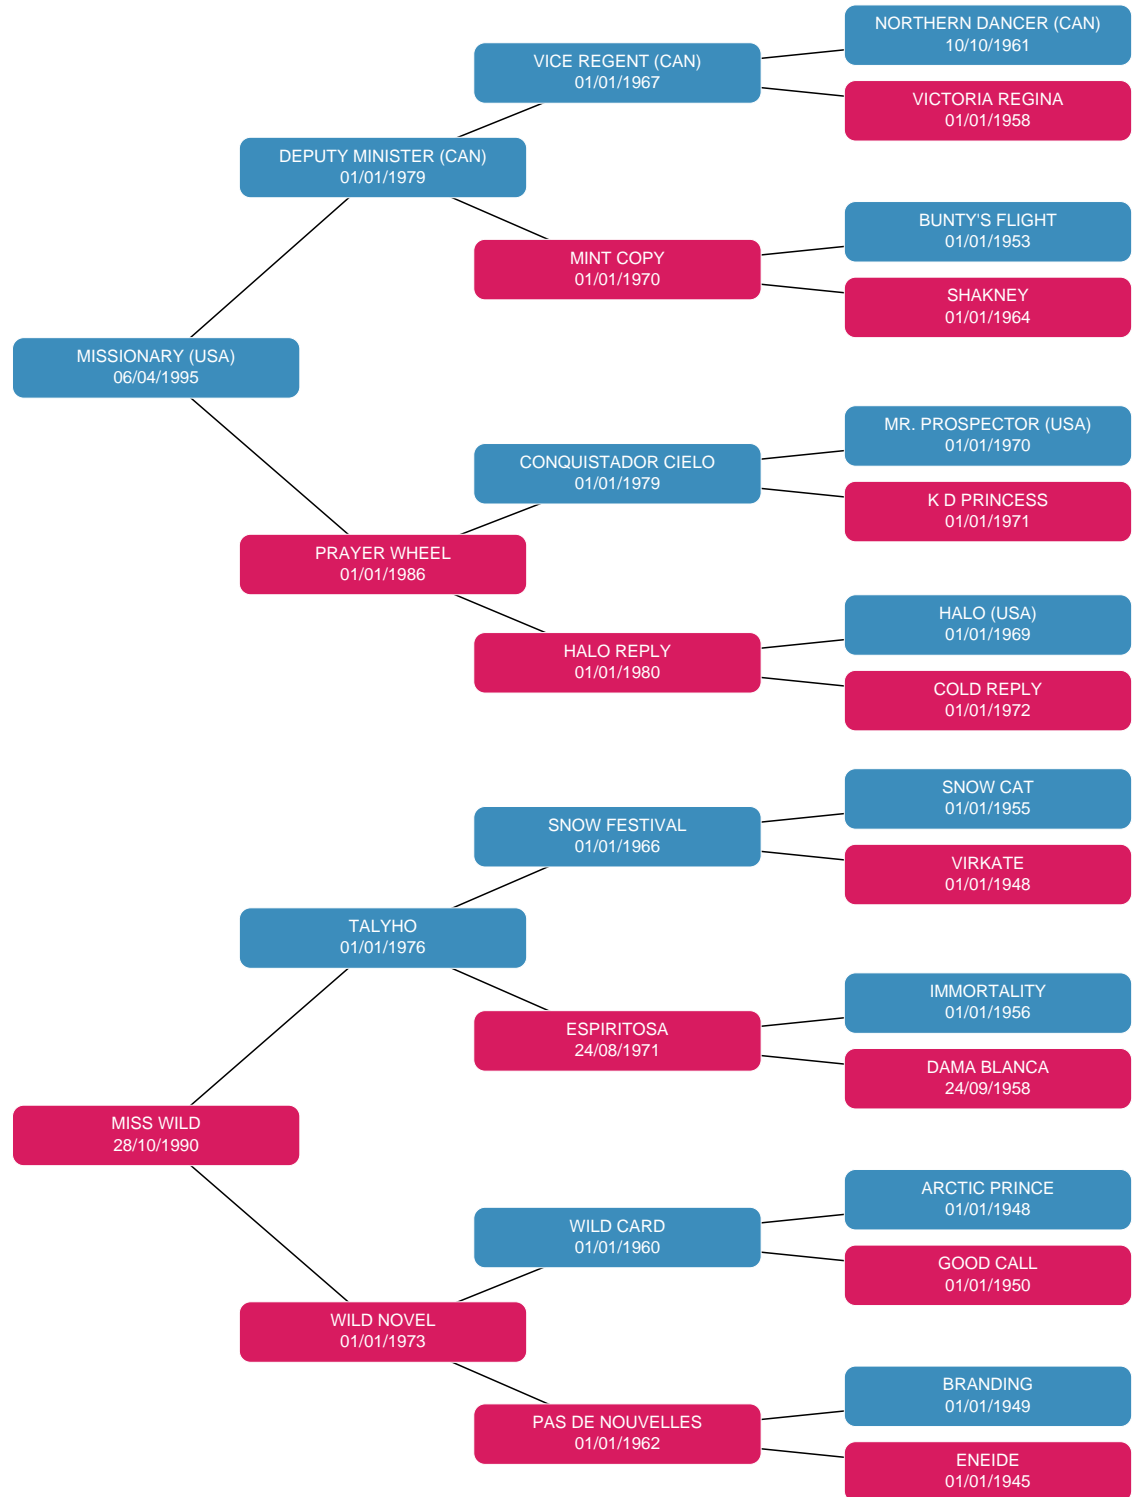 NORTHERN DANCER (CAN)
10/10/1961
VICE REGENT (CAN)
01/01/1967
VICTORIA REGINA
01/01/1958
DEPUTY MINISTER (CAN)
01/01/1979
BUNTY'S FLIGHT
01/01/1953
MINT COPY
01/01/1970
SHAKNEY
01/01/1964
MISSIONARY (USA)
06/04/1995
MR. PROSPECTOR (USA)
01/01/1970
CONQUISTADOR CIELO
01/01/1979
K D PRINCESS
01/01/1971
PRAYER WHEEL
01/01/1986
HALO (USA)
01/01/1969
HALO REPLY
01/01/1980
COLD REPLY
01/01/1972
SNOW CAT
01/01/1955
SNOW FESTIVAL
01/01/1966
VIRKATE
01/01/1948
TALYHO
01/01/1976
IMMORTALITY
01/01/1956
ESPIRITOSA
24/08/1971
DAMA BLANCA
24/09/1958
MISS WILD
28/10/1990
ARCTIC PRINCE
01/01/1948
WILD CARD
01/01/1960
GOOD CALL
01/01/1950
WILD NOVEL
01/01/1973
BRANDING
01/01/1949
PAS DE NOUVELLES
01/01/1962
ENEIDE
01/01/1945